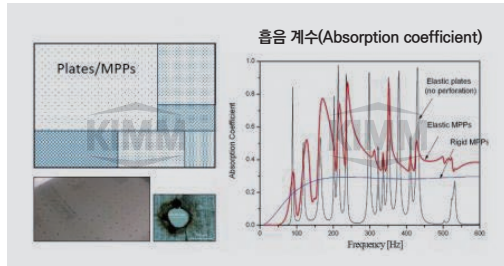 흡음 계수(Absorption coefficient)
Plates/MPPs
KIMM
KIMM
Elastic plates
(no perforation)
Elastic MPPs
Rigid MPPs
Absorption Coefficient
1.0
0.8
0.6
0.4
0.2
0.0
0 100 200 300 400 500 600
Frequency [Hz]